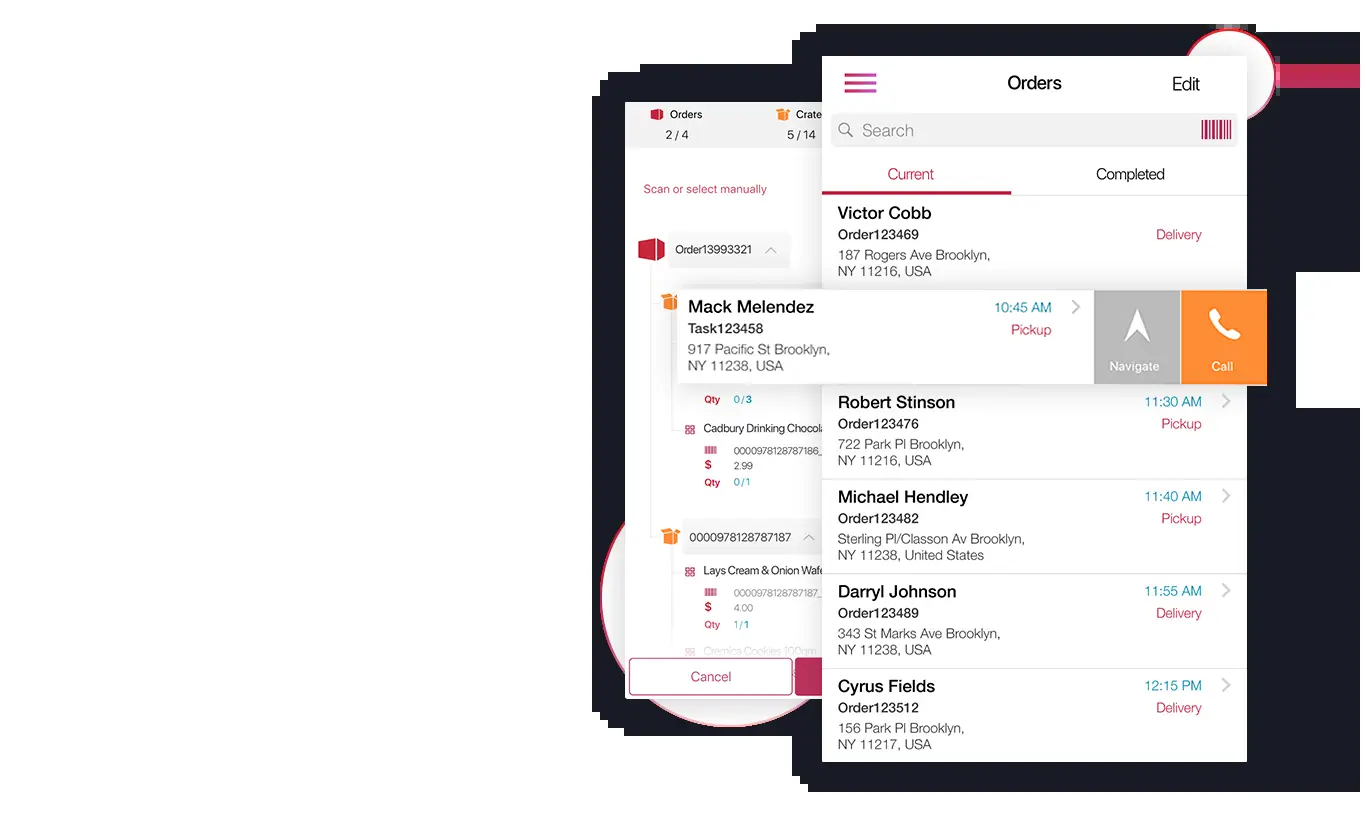 Orders
2 / 4
Crate
5 / 14
Scan or select manually
Order13993321
Qty 0/3
Cadbury Drinking Chocola
0000978128787186_
$ 2.99
Qty 0/1
0000978128787187
Lays Cream & Onion Wafe
0000978128787187_
$ 4.00
Qty 1/1
Cremica Cookies 100gm
Cancel
Orders
Edit
Search
Current
Completed
Victor Cobb
Order123469
Delivery
187 Rogers Ave Brooklyn,
NY 11216, USA
Mack Melendez
10:45 AM
Task123458
Pickup
917 Pacific St Brooklyn,
NY 11238, USA
Navigate
Call
Robert Stinson
11:30 AM
Order123476
Pickup
722 Park Pl Brooklyn,
NY 11216, USA
Michael Hendley
11:40 AM
Order123482
Pickup
Sterling Pl/Classon Av Brooklyn,
NY 11238, United States
Darryl Johnson
11:55 AM
Order123489
Delivery
343 St Marks Ave Brooklyn,
NY 11238, USA
Cyrus Fields
12:15 PM
Order123512
Delivery
156 Park Pl Brooklyn,
NY 11217, USA